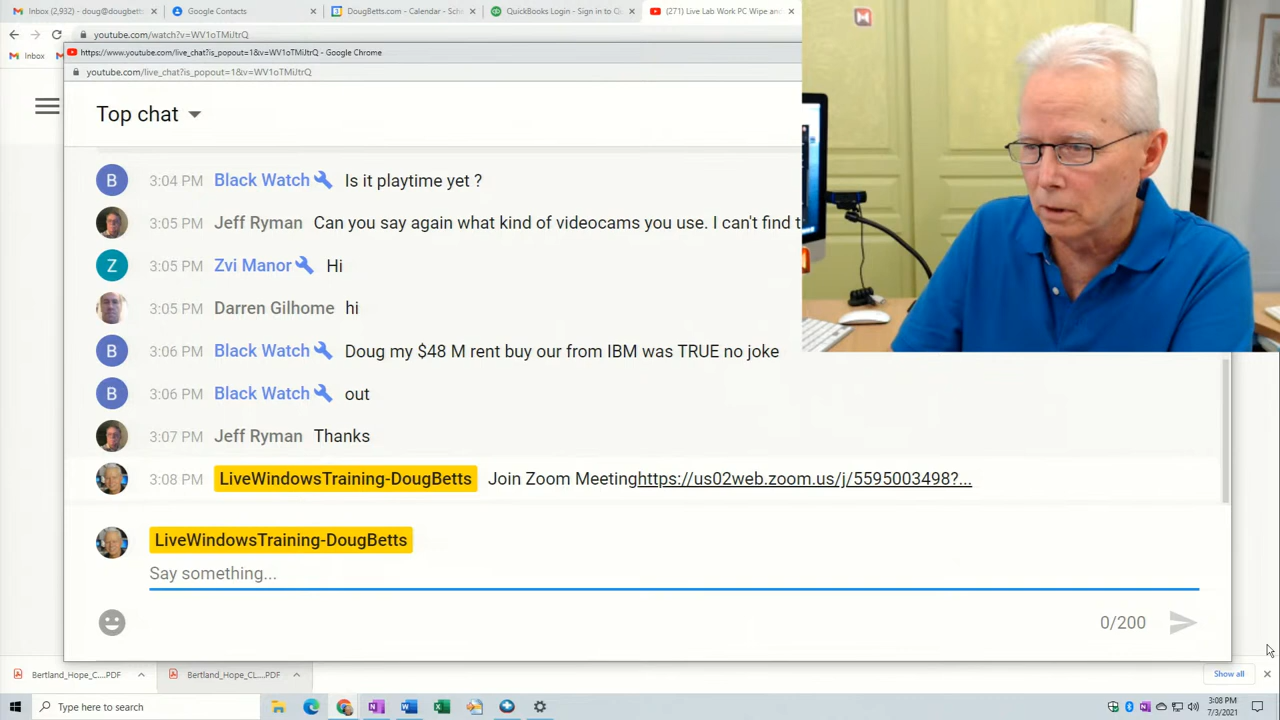 Inbox (2,932) - doug@dougbett
Google Contacts
DougBetts.com - Calendar - Sch
QuickBooks Login - Sign in to Q
(271) Live Lab Work PC Wipe and
youtube.com/watch?v=WV1oTMiJtrQ
https://www.youtube.com/live_chat?is_popout=1&v=WV1oTMiJtrQ - Google Chrome
Inbox
youtube.com/live_chat?is_popout=1&v=WV1oTMiJtrQ
Top chat
B 3:04 PM Black Watch Is it playtime yet ?
3:05 PM Jeff Ryman Can you say again what kind of videocams you use. I can't find t
Z 3:05 PM Zvi Manor Hi
3:05 PM Darren Gilhome hi
B 3:06 PM Black Watch Doug my $48 M rent buy our from IBM was TRUE no joke
B 3:06 PM Black Watch out
3:07 PM Jeff Ryman Thanks
3:08 PM LiveWindowsTraining-DougBetts Join Zoom Meetinghttps://us02web.zoom.us/j/5595003498?...
LiveWindowsTraining-DougBetts
Say something...
0/200
Bertland_Hope_C....PDF
Bertland_Hope_CL....PDF
Show all
Type here to search
3:08 PM
7/3/2021